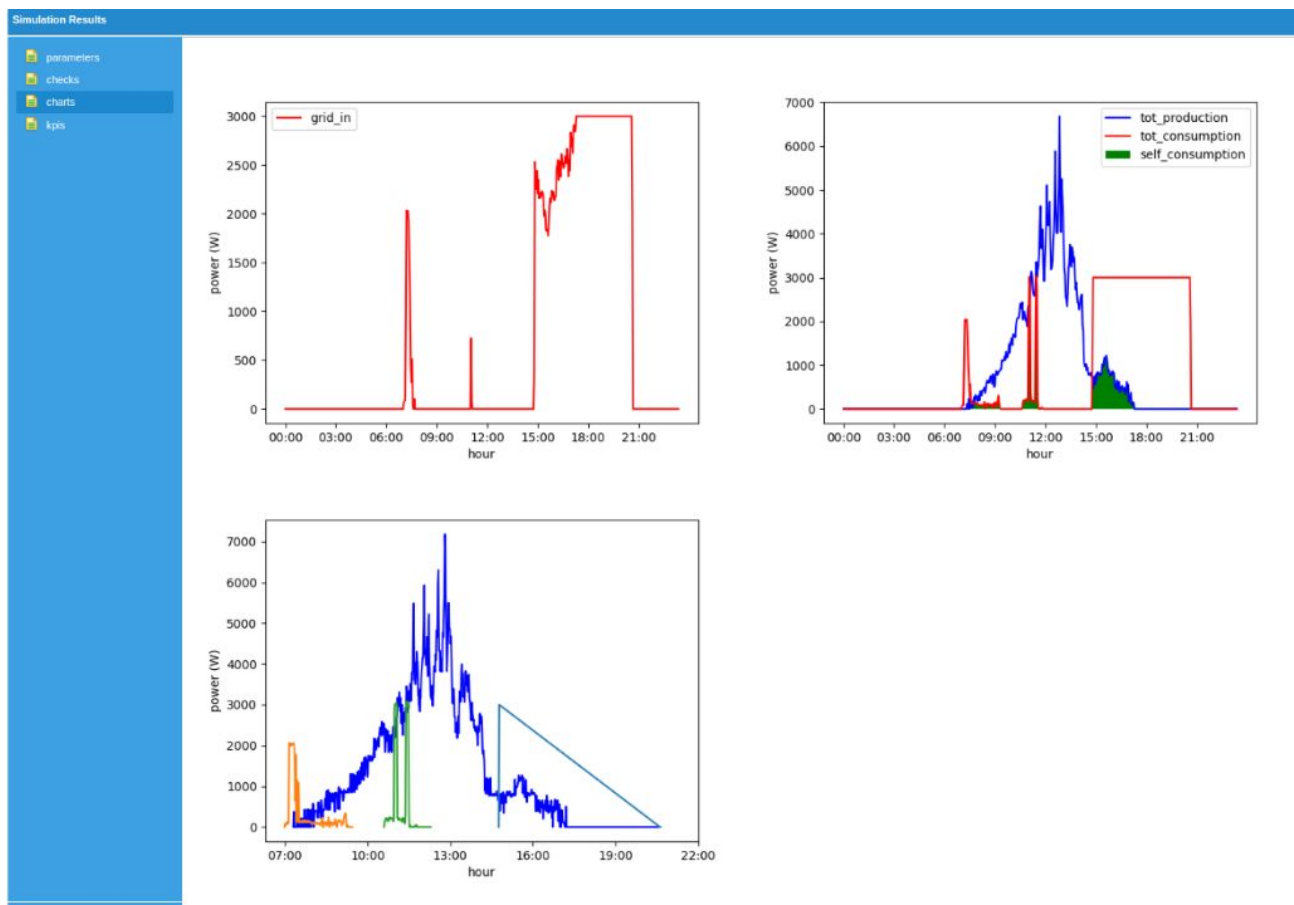 Simulation Results
parameters
checks
charts
kpis
grid_in
3000
2500
2000
1500
1000
500
0
power (W)
00:00 03:00 06:00 09:00 12:00 15:00 18:00 21:00
hour
tot_production
tot_consumption
self_consumption
7000
6000
5000
4000
3000
2000
1000
0
power (W)
00:00 03:00 06:00 09:00 12:00 15:00 18:00 21:00
hour
7000
6000
5000
4000
3000
2000
1000
0
power (W)
07:00 10:00 13:00 16:00 19:00 22:00
hour